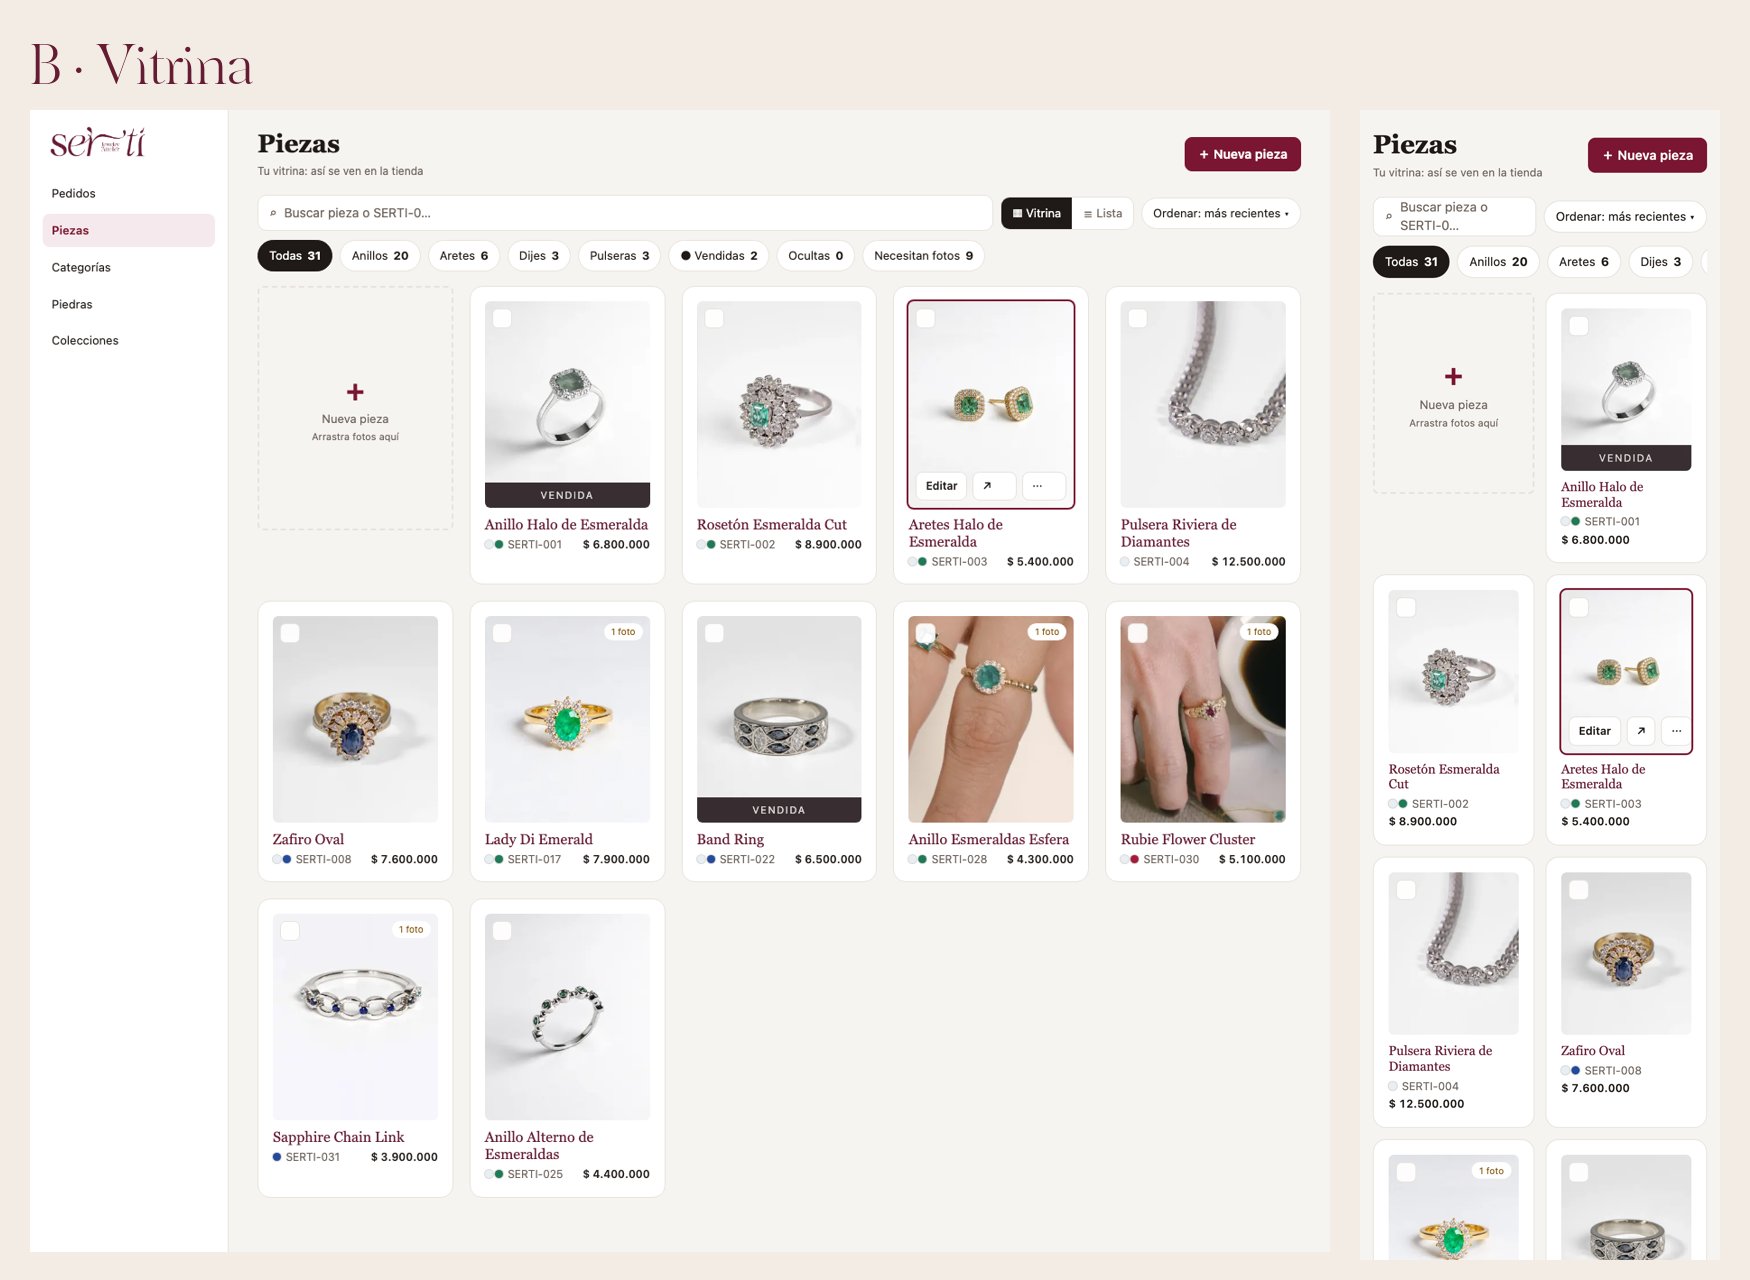 B · Vitrina
serti
Jewelry
Atelier
Pedidos
Piezas
Categorías
Piedras
Colecciones
Piezas
Tu vitrina: así se ven en la tienda
+ Nueva pieza
Buscar pieza o SERTI-0...
Vitrina
Lista
Ordenar: más recientes
Todas 31
Anillos 20
Aretes 6
Dijes 3
Pulseras 3
Vendidas 2
Ocultas 0
Necesitan fotos 9
+
Nueva pieza
Arrastra fotos aquí
VENDIDA
Anillo Halo de Esmeralda
SERTI-001 $ 6.800.000
Rosetón Esmeralda Cut
SERTI-002 $ 8.900.000
Editar ↗ ···
Aretes Halo de
Esmeralda
SERTI-003 $ 5.400.000
Pulsera Riviera de
Diamantes
SERTI-004 $ 12.500.000
Zafiro Oval
SERTI-008 $ 7.600.000
1 foto
Lady Di Emerald
SERTI-017 $ 7.900.000
VENDIDA
Band Ring
SERTI-022 $ 6.500.000
1 foto
Anillo Esmeraldas Esfera
SERTI-028 $ 4.300.000
1 foto
Rubie Flower Cluster
SERTI-030 $ 5.100.000
1 foto
Sapphire Chain Link
SERTI-031 $ 3.900.000
Anillo Alterno de
Esmeraldas
SERTI-025 $ 4.400.000
Piezas
Tu vitrina: así se ven en la tienda
+ Nueva pieza
Buscar pieza o
SERTI-0...
Ordenar: más recientes
Todas 31
Anillos 20
Aretes 6
Dijes 3
+
Nueva pieza
Arrastra fotos aquí
VENDIDA
Anillo Halo de
Esmeralda
SERTI-001
$ 6.800.000
Rosetón Esmeralda
Cut
SERTI-002
$ 8.900.000
Editar ↗ ···
Aretes Halo de
Esmeralda
SERTI-003
$ 5.400.000
Pulsera Riviera de
Diamantes
SERTI-004
$ 12.500.000
Zafiro Oval
SERTI-008
$ 7.600.000
1 foto